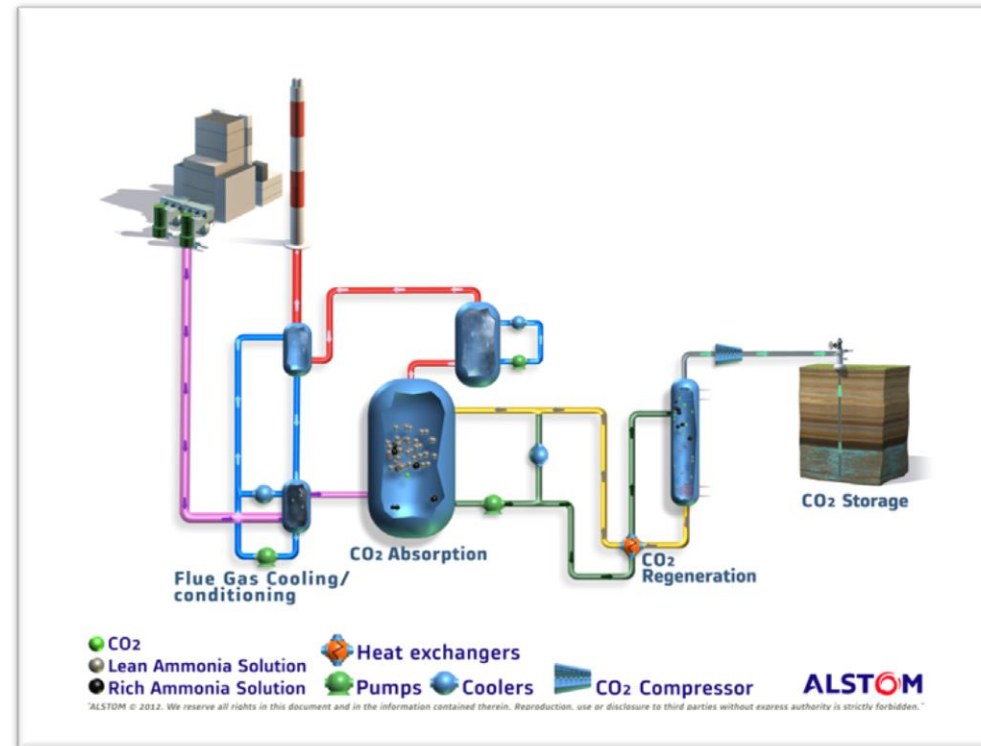 CO2 Storage
CO2 Absorption
CO2
Regeneration
Flue Gas Cooling/
conditioning
CO2
Lean Ammonia Solution
Rich Ammonia Solution
Heat exchangers
Pumps
Coolers
CO2 Compressor
ALSTOM
"ALSTOM © 2012. We reserve all rights in this document and in the information contained therein. Reproduction, use or disclosure to third parties without express authority is strictly forbidden."